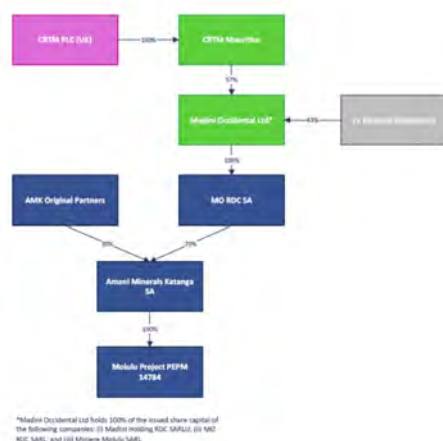 CRTM PLC (UK)
100%
CRTM Mauritius
57%
Madini Occidental Ltd*
43%
100%
AMK Original Partners
MO RDC SA
30%
70%
Amani Minerals Katanga
SA
100%
Molulu Project PEPM
14784
*Madini Occidental Ltd holds 100% of the issued share capital of
the following companies: (i) Madini Holding RDC SARLU, (ii) MO
RDC SARL, and (iii) Miniere Molulu SARL